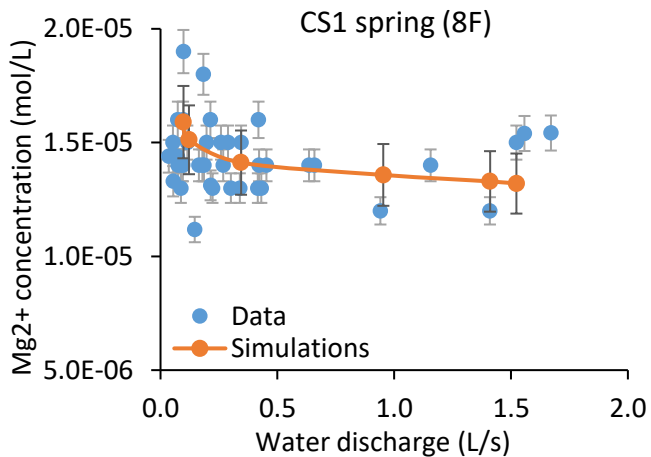 CS1 spring (8F)
Mg2+ concentration (mol/L)
2.0E-05
1.5E-05
1.0E-05
5.0E-06
Data
Simulations
0.0 0.5 1.0 1.5 2.0
Water discharge (L/s)